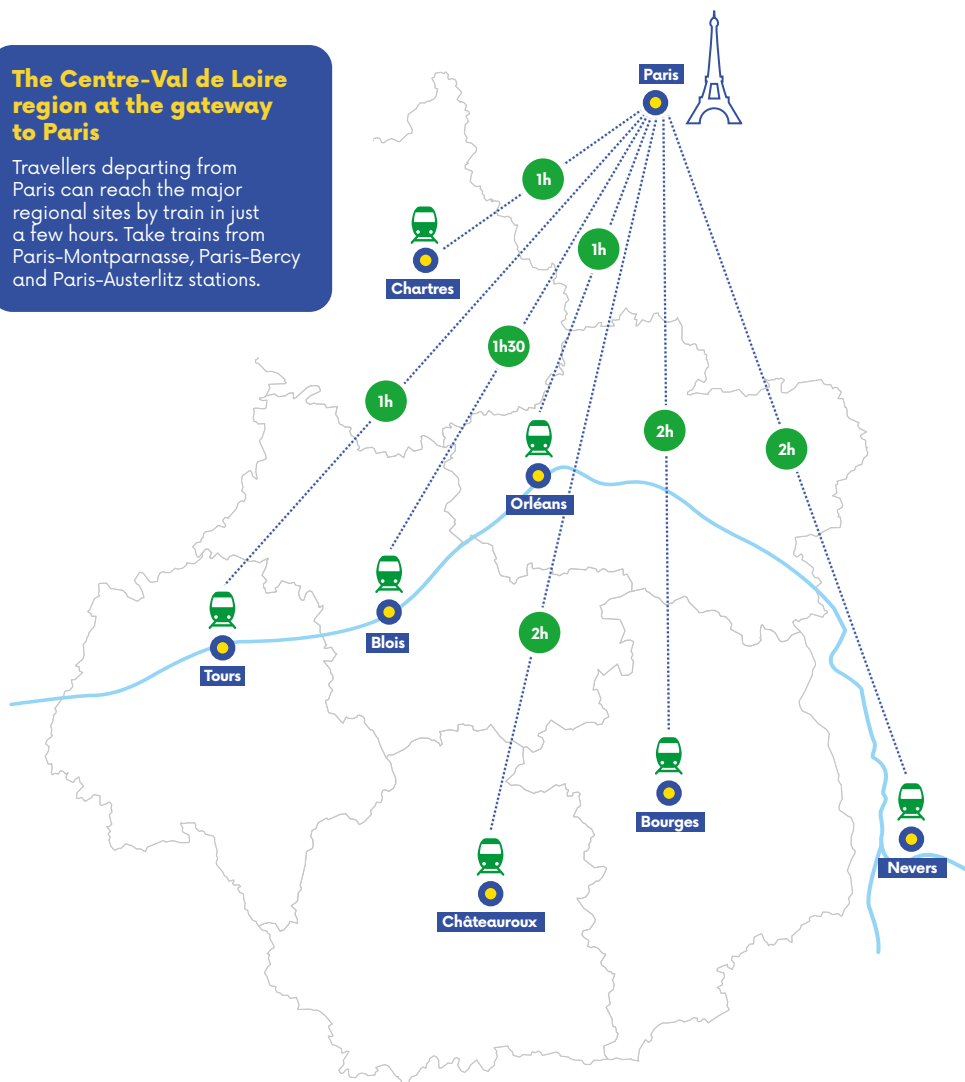 The Centre-Val de Loire
region at the gateway
to Paris
Travellers departing from
Paris can reach the major
regional sites by train in just
a few hours. Take trains from
Paris-Montparnasse, Paris-Bercy
and Paris-Austerlitz stations.
Paris
1h
1h
Chartres
1h30
1h
2h
2h
Orléans
2h
Blois
Tours
Bourges
Nevers
Châteauroux